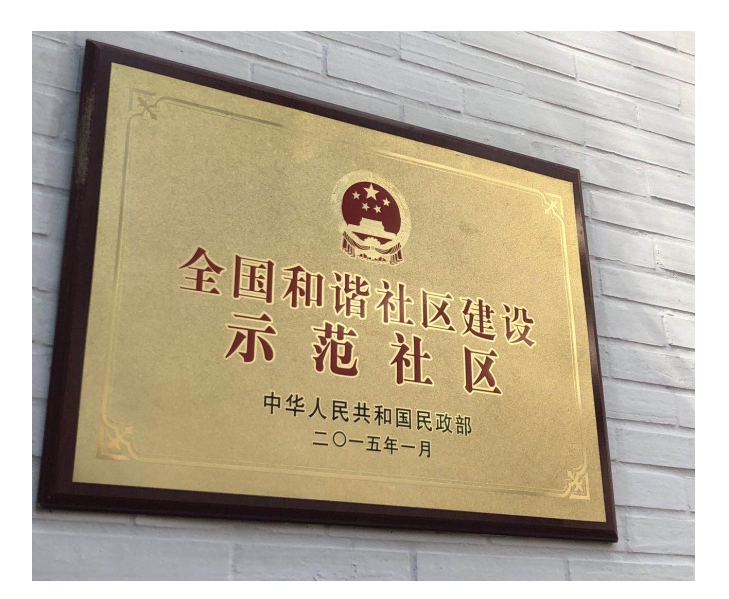 全国和谐社区建设
示范社区
中华人民共和国民政部
二〇一五年一月